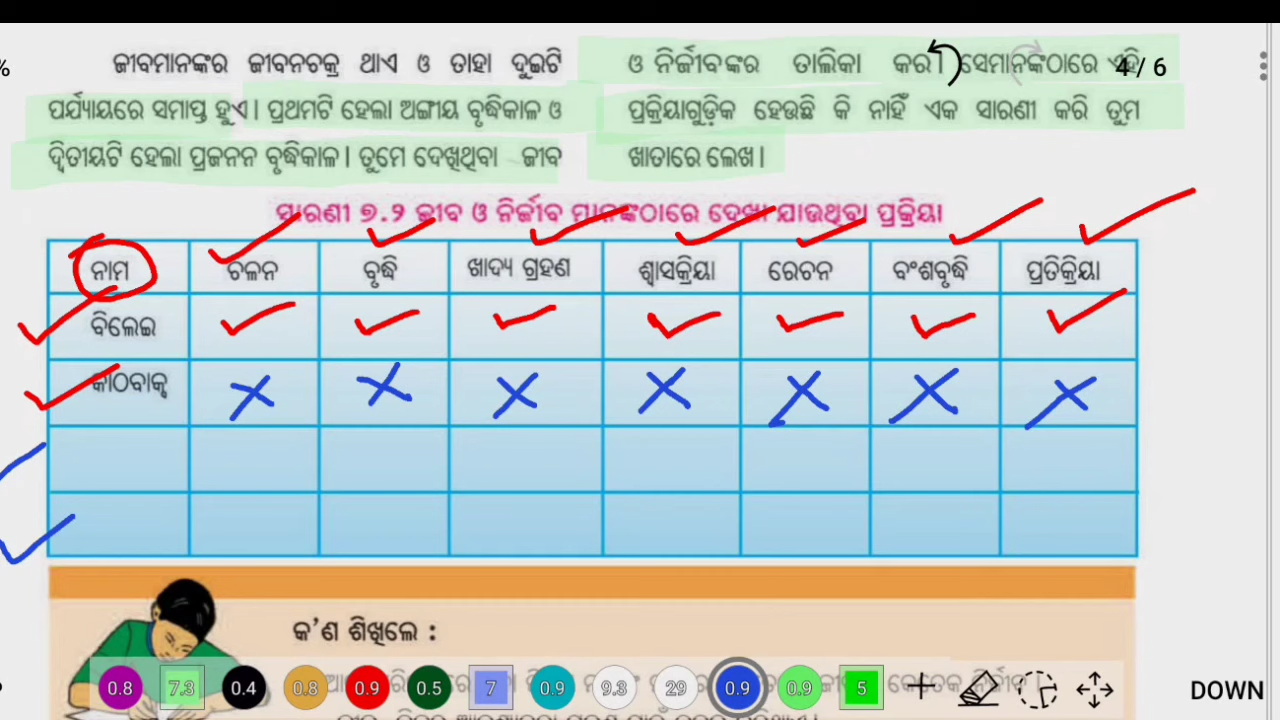 ଜୀବମାନଙ୍କର ଜୀବନଚକ୍ର ଥାଏ ଓ ତାହା ଦୁଇଟି
ପର୍ଯ୍ୟାୟରେ ସମାପ୍ତ ହୁଏ। ପ୍ରଥମଟି ହେଲା ଅଙ୍ଗୀୟ ବୃଦ୍ଧିକାଳ ଓ
ଦ୍ୱିତୀୟଟି ହେଲା ପ୍ରଜନନ ବୃଦ୍ଧିକାଳ। ତୁମେ ଦେଖିଥିବା ଜୀବ
ଓ ନିର୍ଜୀବଙ୍କର ତାଲିକା କର। ସେମାନଙ୍କଠାରେ ଏହି
ପ୍ରକ୍ରିୟାଗୁଡ଼ିକ ହେଉଛି କି ନାହିଁ ଏକ ସାରଣୀ କରି ତୁମ
ଖାତାରେ ଲେଖ।
4 / 6
ସାରଣୀ ୭.୨ ଜୀବ ଓ ନିର୍ଜୀବ ମାନଙ୍କଠାରେ ଦେଖା ଯାଉଥିବା ପ୍ରକ୍ରିୟା
ନାମ ଚଳନ ବୃଦ୍ଧି ଖାଦ୍ୟ ଗ୍ରହଣ ଶ୍ୱାସକ୍ରିୟା ରେଚନ ବଂଶବୃଦ୍ଧି ପ୍ରତିକ୍ରିୟା
ବିଲେଇ
କାଠବାକ୍ସ
କ'ଣ ଶିଖିଲେ :
0.8 7.3 0.4 0.8 0.9 0.5 7 0.9 9.3 29 0.9 0.9 5 DOWN